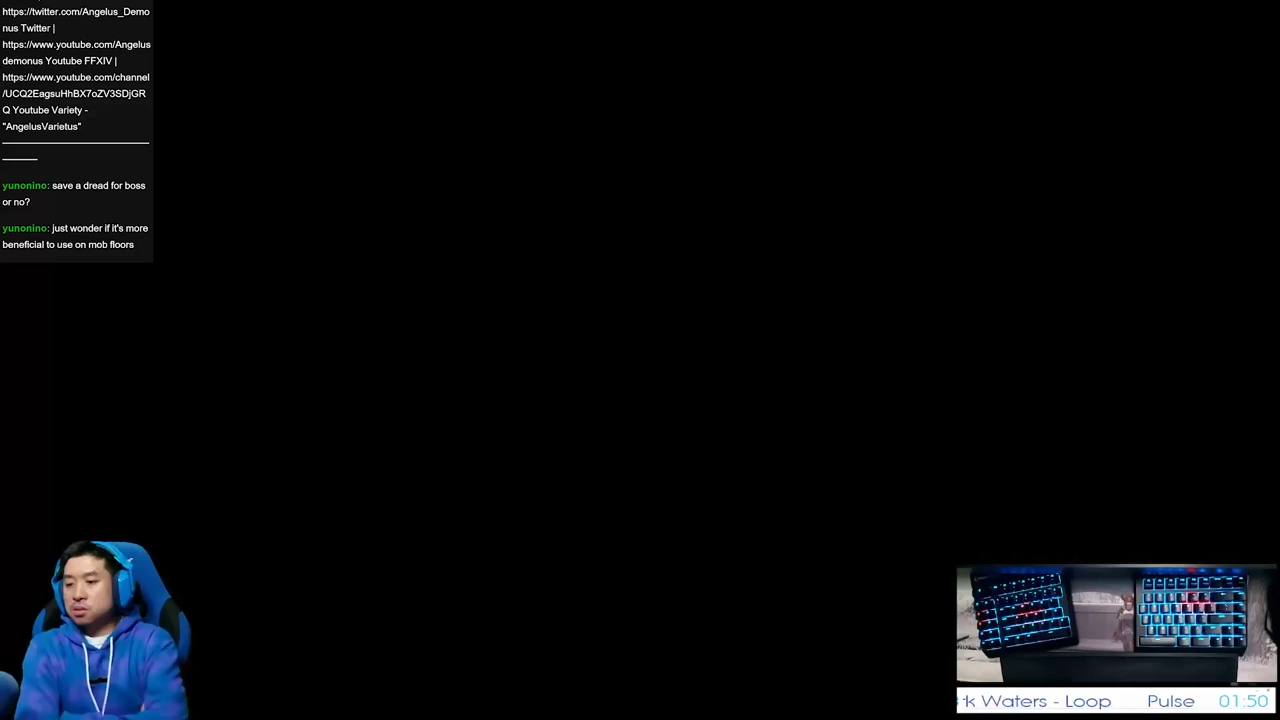 https://twitter.com/Angelus_Demo
nus Twitter |
https://www.youtube.com/Angelus
demonus Youtube FFXIV |
https://www.youtube.com/channel
/UCQ2EagsuHhBX7oZV3SDjGR
Q Youtube Variety -
"AngelusVarietus"
yunonino: save a dread for boss
or no?
yunonino: just wonder if it's more
beneficial to use on mob floors
rk Waters - Loop Pulse 01:50